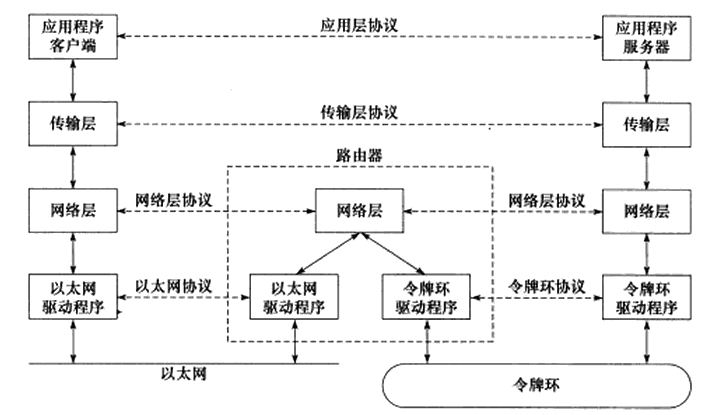 应用程序
客户端
应用层协议
应用程序
服务器
传输层
传输层协议
传输层
路由器
网络层
网络层协议
网络层
网络层协议
网络层
以太网
驱动程序
以太网协议
以太网
驱动程序
令牌环
驱动程序
令牌环协议
令牌环
驱动程序
以太网
令牌环